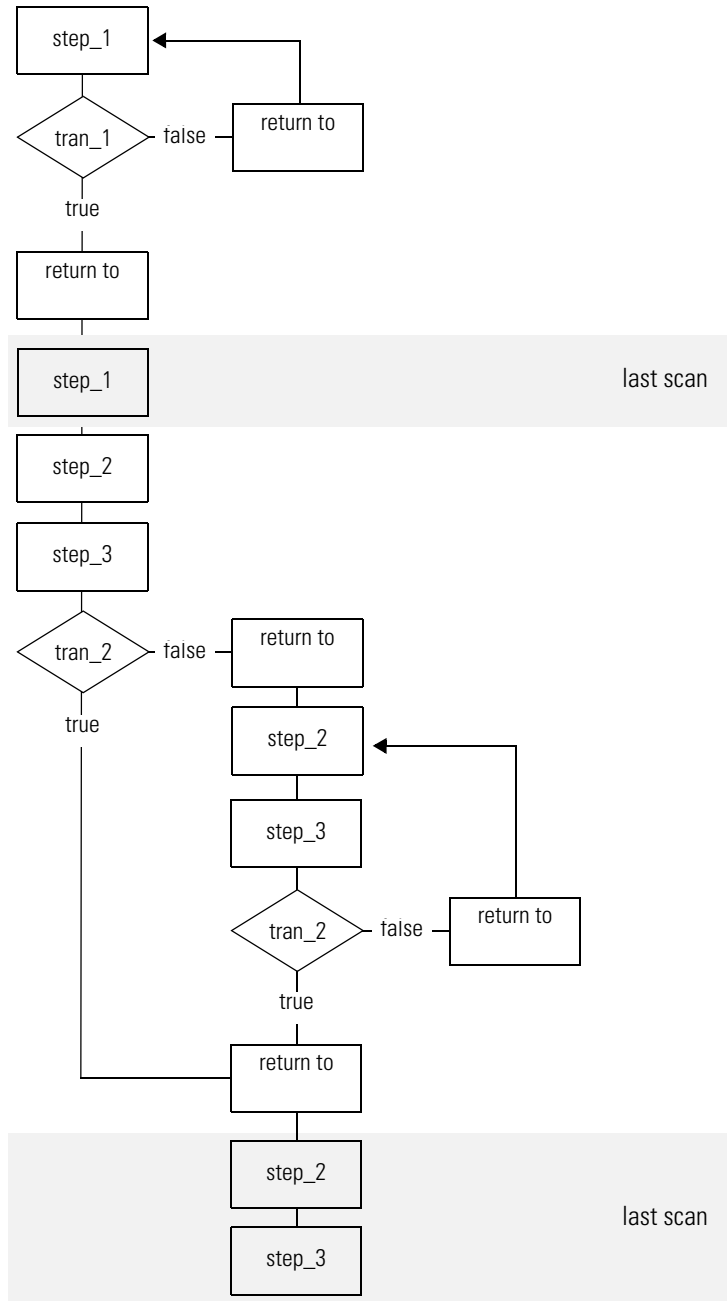 step_1
return to
tran_1
false
true
return to
step_1
last scan
step_2
step_3
return to
tran_2
false
true
step_2
step_3
return to
tran_2
false
true
return to
step_2
last scan
step_3